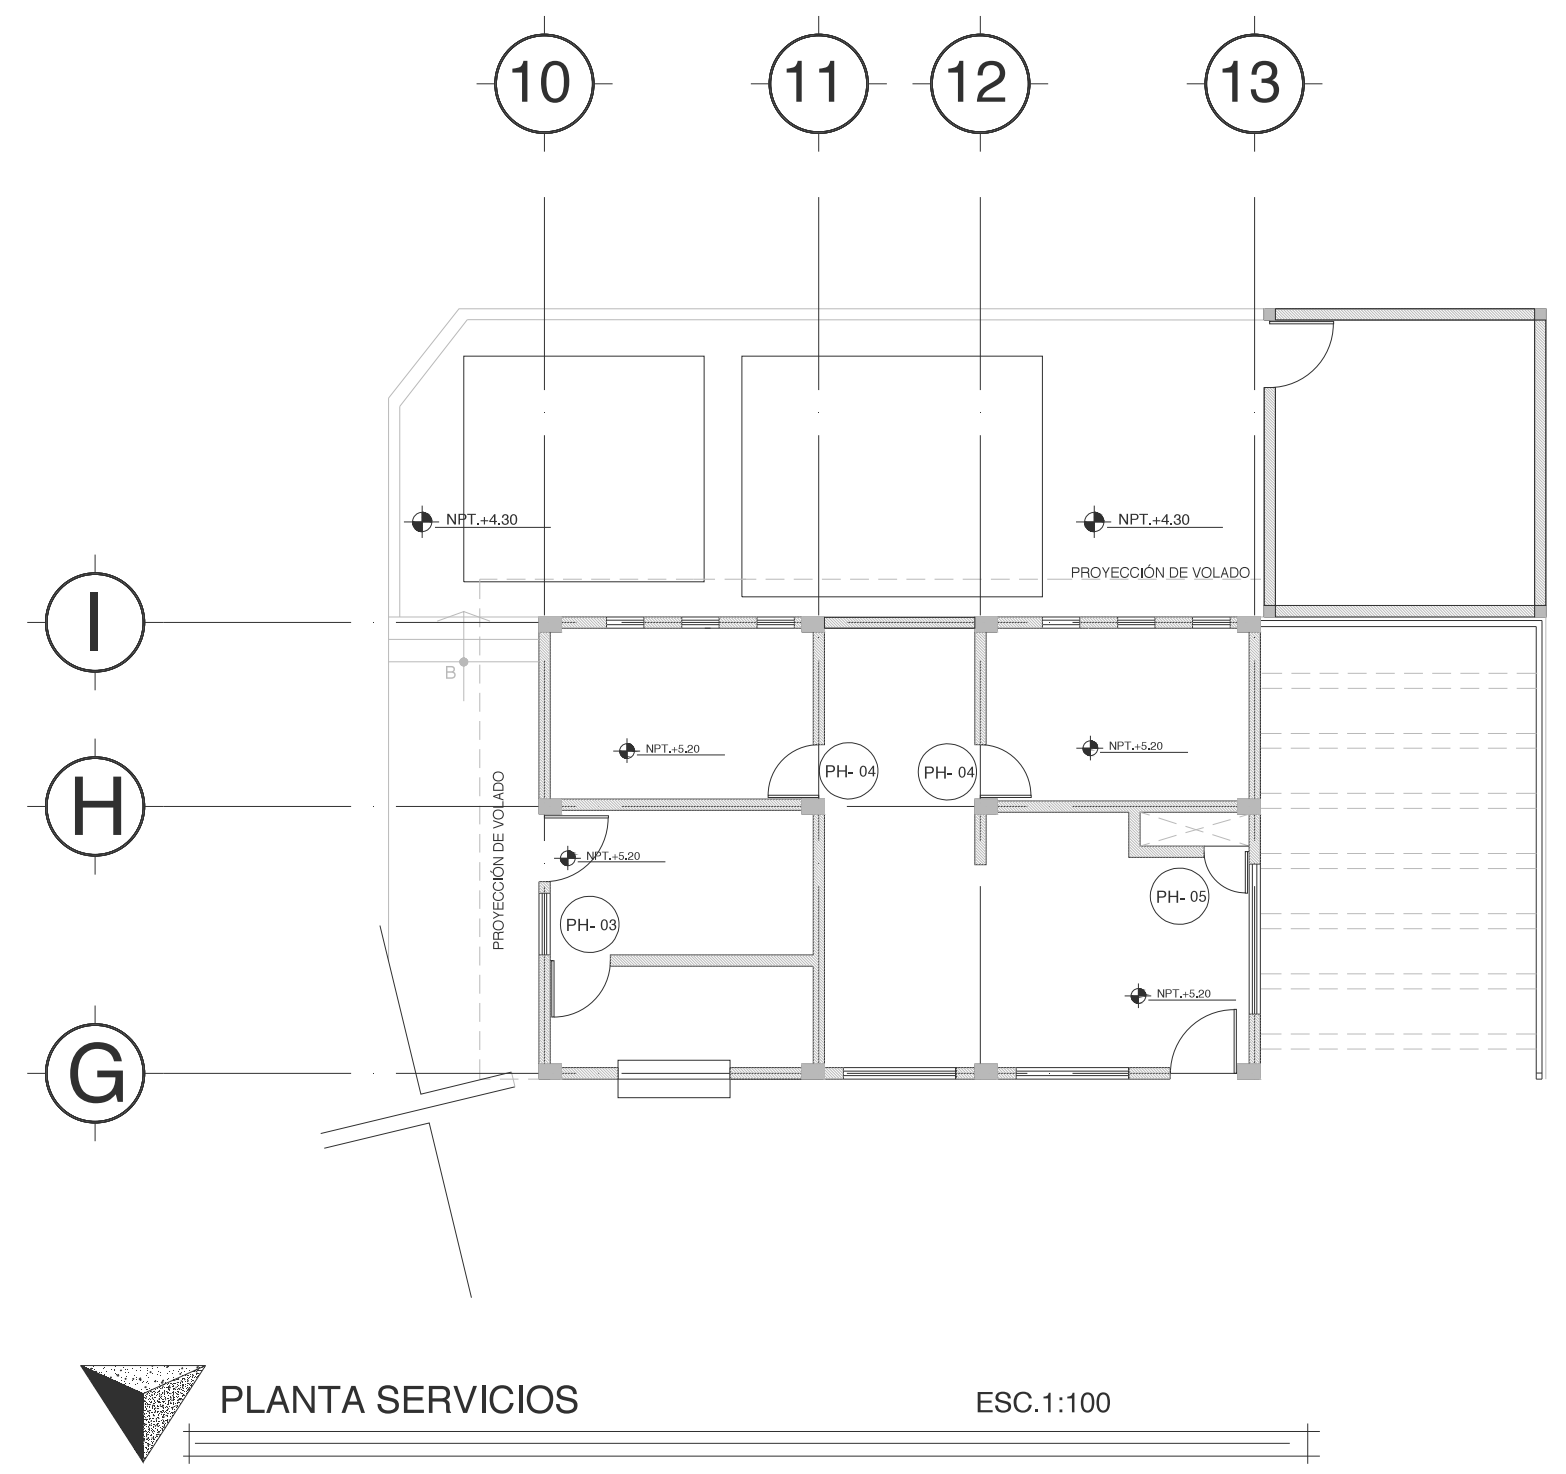 10
11
12
13
NPT.+4.30
NPT.+4.30
PROYECCIÓN DE VOLADO
I
B
NPT.+5.20
NPT.+5.20
PH- 04
PH- 04
H
PROYECCIÓN DE VOLADO
NPT.+5.20
PH- 03
PH- 05
NPT.+5.20
G
PLANTA SERVICIOS
ESC.1:100